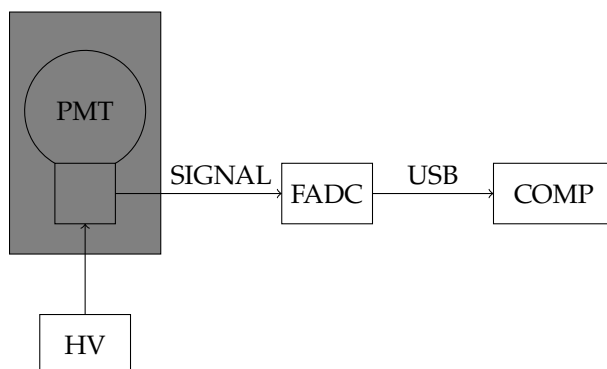 PMT
SIGNAL
FADC
USB
COMP
HV